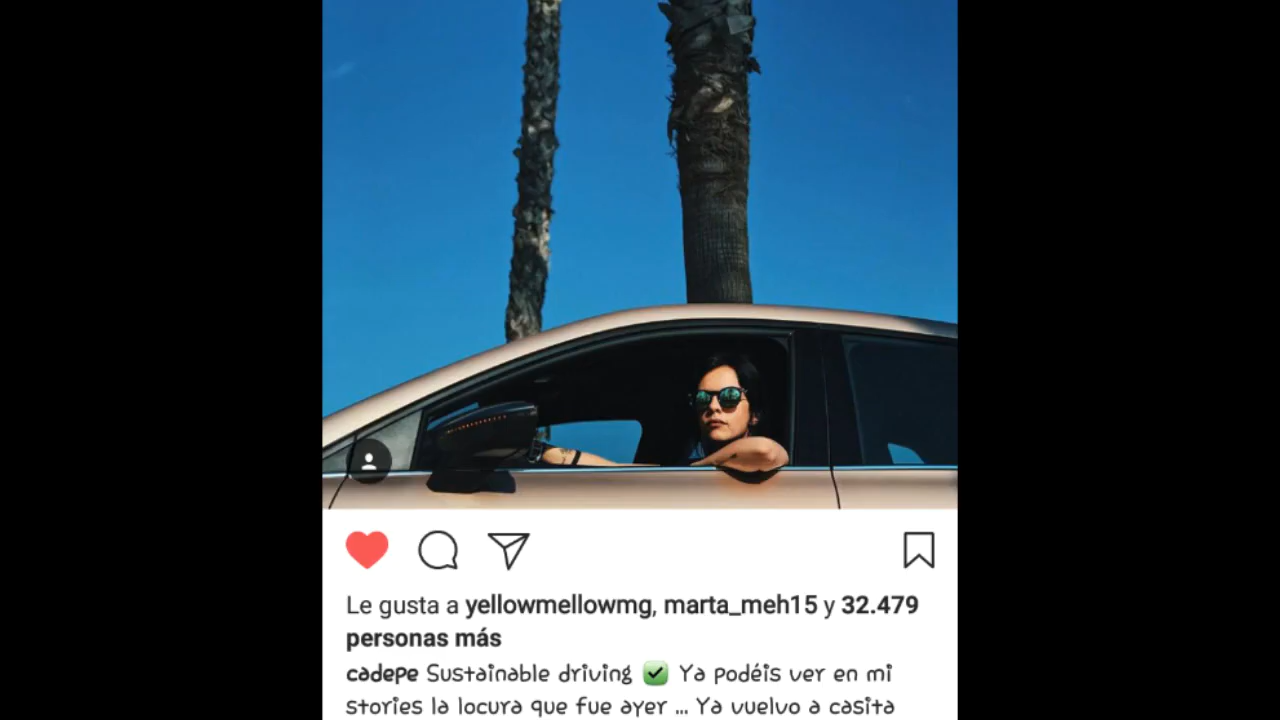 Le gusta a yellowmellowmg, marta_meh15 y 32.479
personas más
cadepe Sustainable driving ✅ Ya podéis ver en mi
stories la locura que fue ayer ... Ya vuelvo a casita